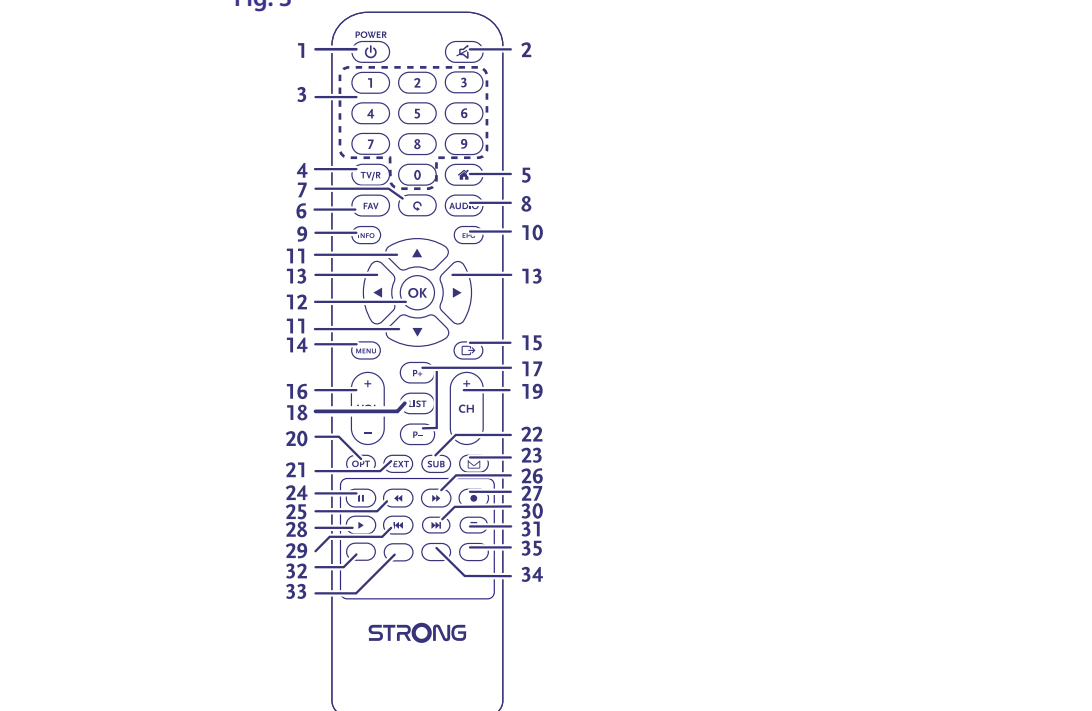 Fig. 3
POWER
1 2
1 2 3
3
4 5 6
7 8 9
4 TV/R 0 5
7
6 FAV AUDIO 8
9 INFO EPG 10
11
13 13
OK
12
11
14 MENU 15
P+ 17
16 + + 19
18 LIST CH
− P− 22
20 23
21 OPT TEXT SUB 26
24 27
25 30
28 31
29 35
32 34
33
STRONG